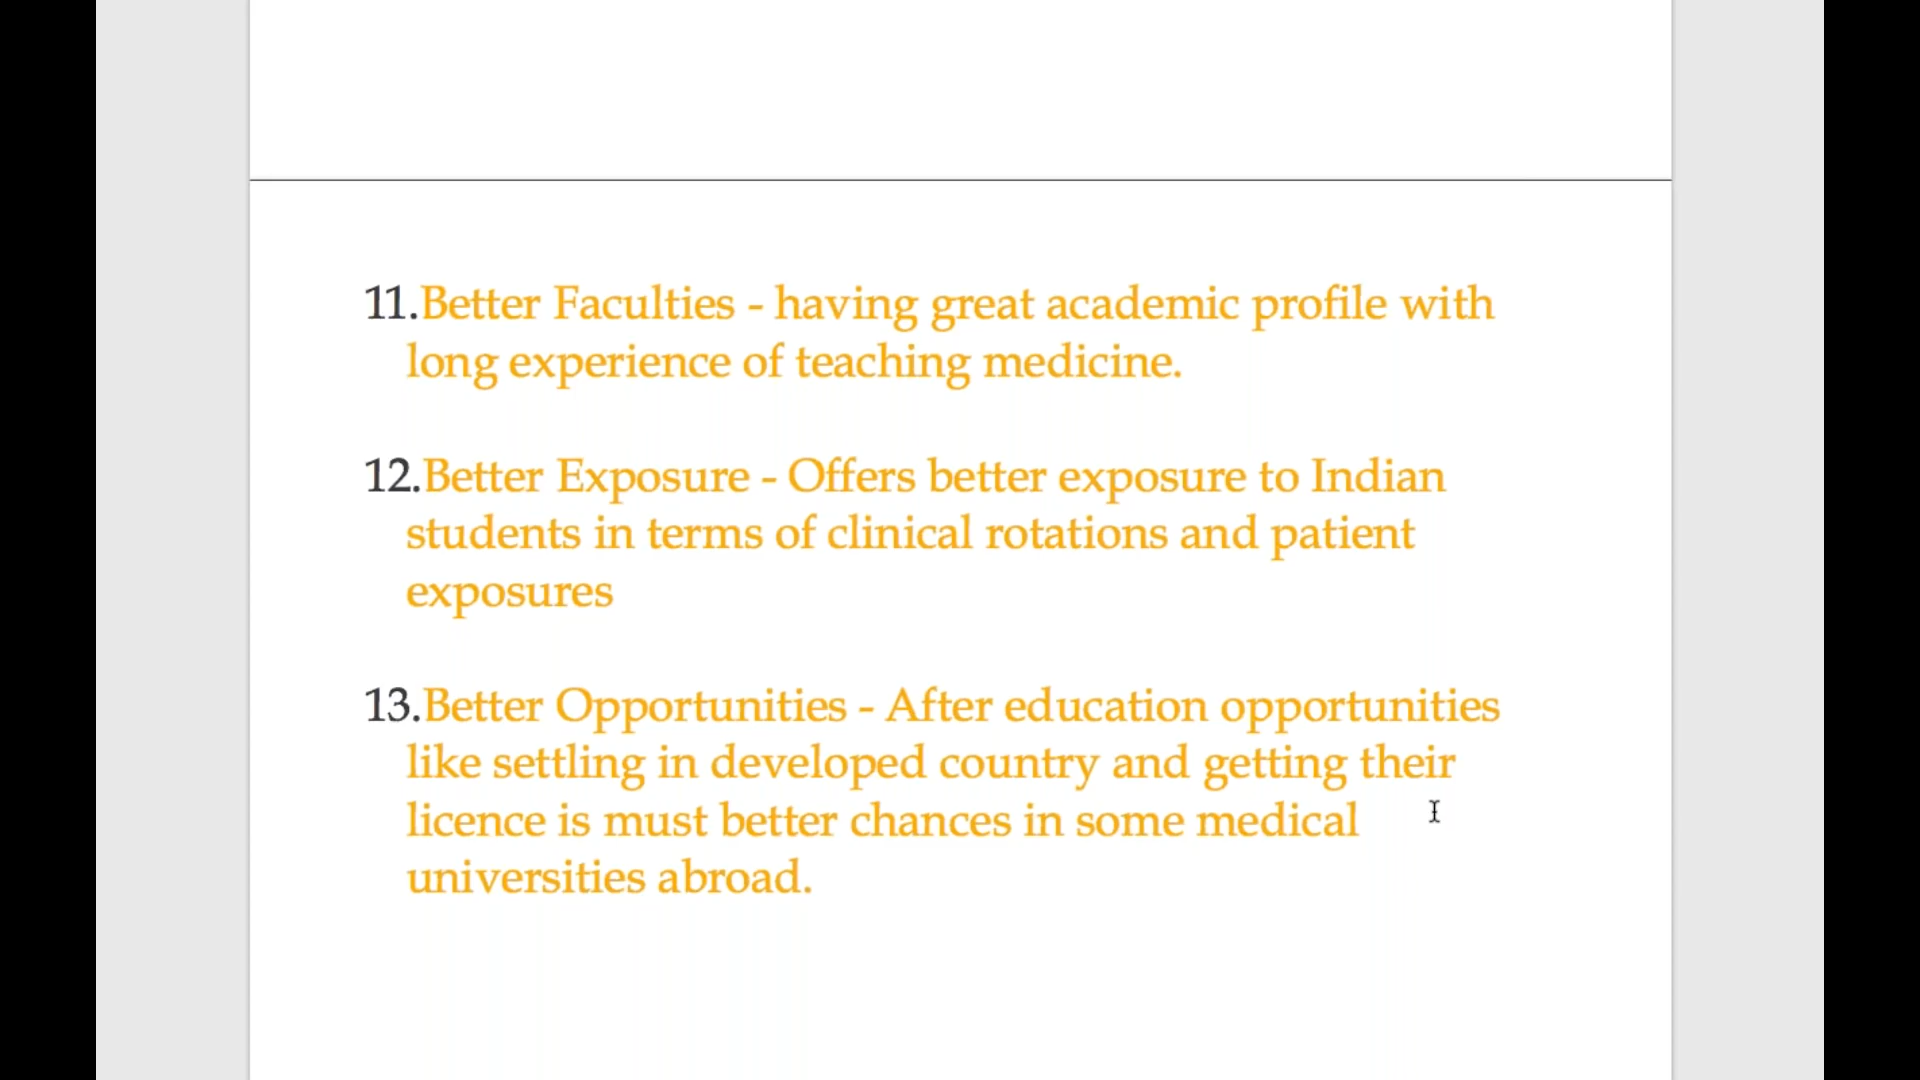 11.Better Faculties - having great academic profile with
long experience of teaching medicine.
12.Better Exposure - Offers better exposure to Indian
students in terms of clinical rotations and patient
exposures
13.Better Opportunities - After education opportunities
like settling in developed country and getting their
licence is must better chances in some medical
universities abroad.